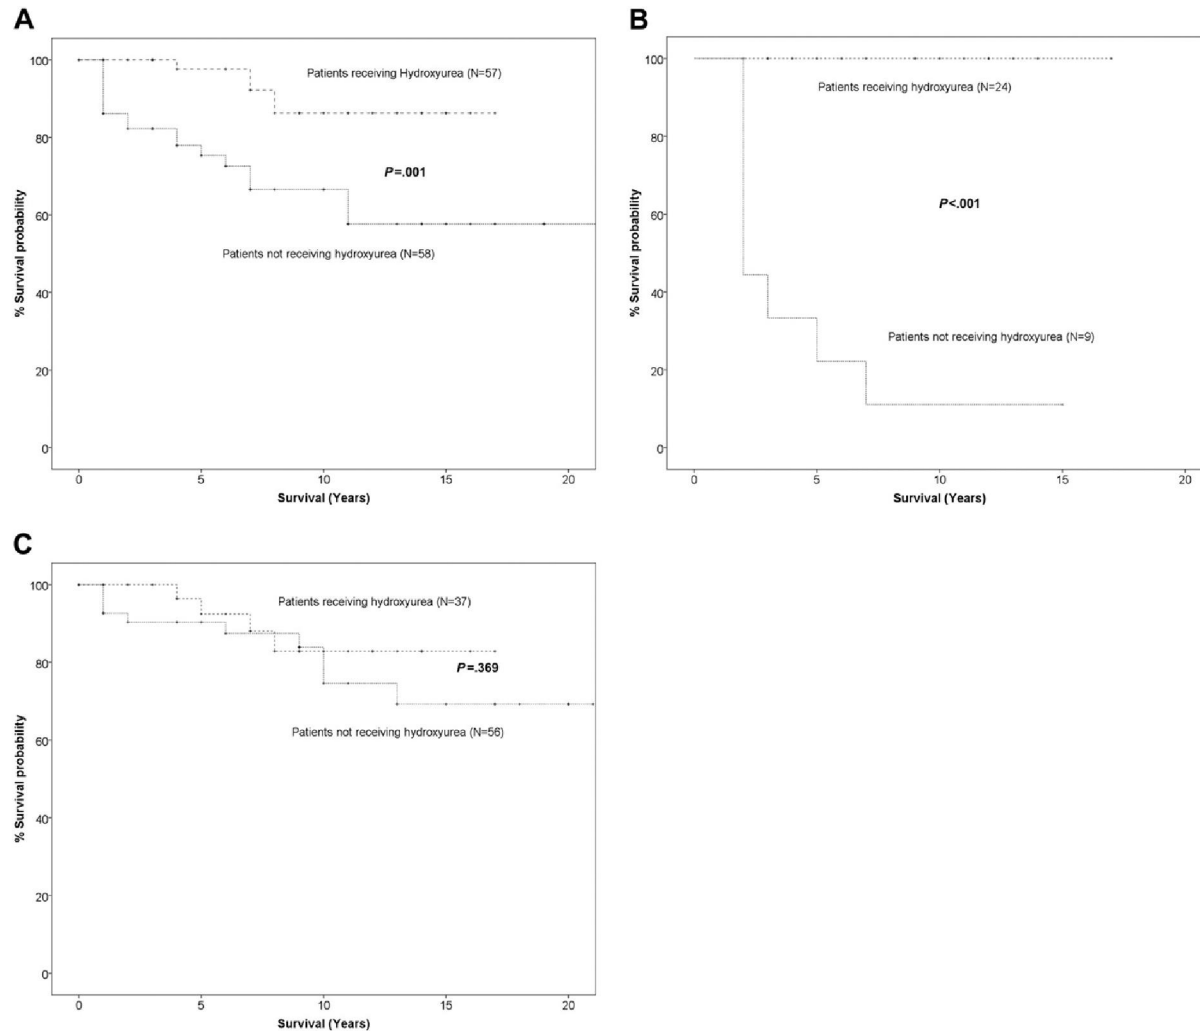 A
100
80
60
40
20
0
% Survival probability
Patients receiving Hydroxyurea (N=57)
P=.001
Patients not receiving hydroxyurea (N=58)
0 5 10 15 20
Survival (Years)
B
100
80
60
40
20
0
% Survival probability
Patients receiving hydroxyurea (N=24)
P<.001
Patients not receiving hydroxyurea (N=9)
0 5 10 15 20
Survival (Years)
C
100
80
60
40
20
0
% Survival probability
Patients receiving hydroxyurea (N=37)
P=.369
Patients not receiving hydroxyurea (N=56)
0 5 10 15 20
Survival (Years)